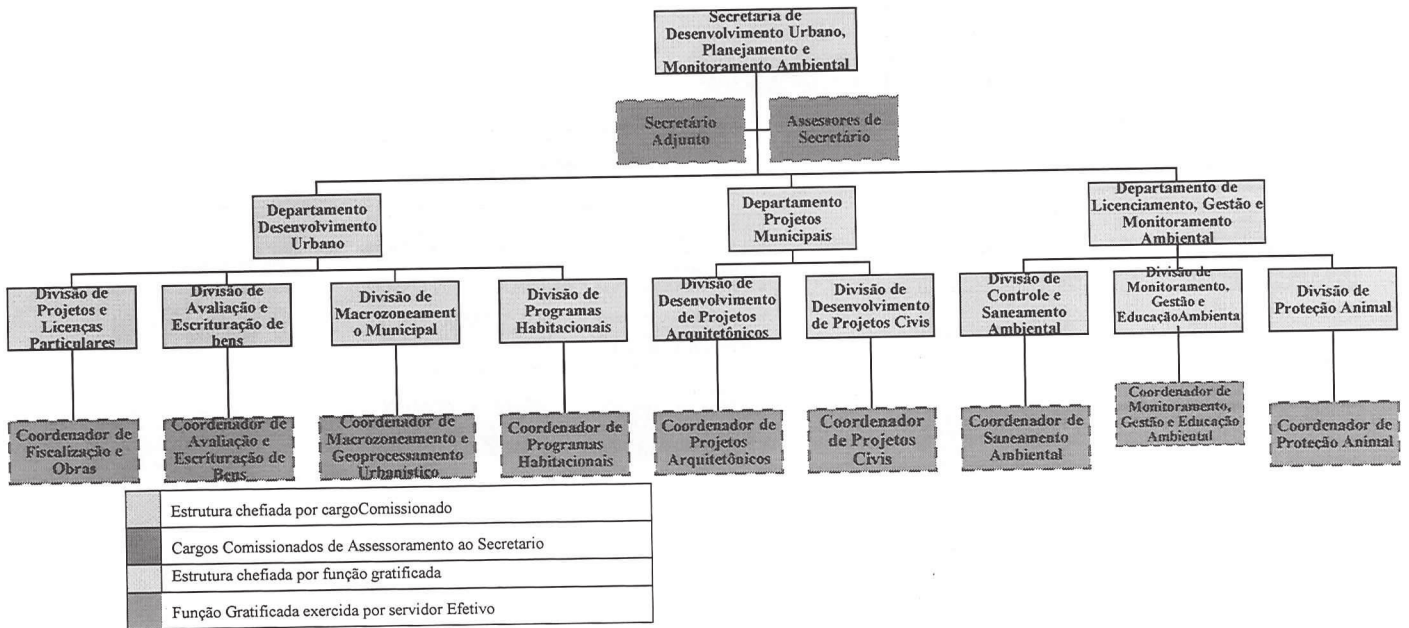 Secretaria de
Desenvolvimento Urbano,
Planejamento e
Monitoramento Ambiental
Secretário
Adjunto
Assessores de
Secretário
Departamento
Desenvolvimento
Urbano
Departamento
Projetos
Municipais
Departamento de
Licenciamento, Gestão e
Monitoramento
Ambiental
Divisão de
Projetos e
Licenças
Particulares
Divisão de
Avaliação e
Escrituração de
bens
Divisão de
Macrozoneament
o Municipal
Divisão de
Programas
Habitacionais
Divisão de
Desenvolvimento
de Projetos
Arquitetônicos
Divisão de
Desenvolvimento
de Projetos Civis
Divisão de
Controle e
Saneamento
Ambiental
Divisão de
Monitoramento,
Gestão e
EducaçãoAmbienta
Divisão de
Proteção Animal
Coordenador de
Fiscalização e
Obras
Coordenador de
Avaliação e
Escrituração de
Bens
Coordenador de
Macrozoneamento e
Geoprocessamento
Urbanístico
Coordenador de
Programas
Habitacionais
Coordenador de
Projetos
Arquitetônicos
Coordenador
de Projetos
Civis
Coordenador de
Saneamento
Ambiental
Coordenador de
Monitoramento,
Gestão e Educação
Ambiental
Coordenador de
Proteção Animal
Estrutura chefiada por cargoComissionado
Cargos Comissionados de Assessoramento ao Secretario
Estrutura chefiada por função gratificada
Função Gratificada exercida por servidor Efetivo